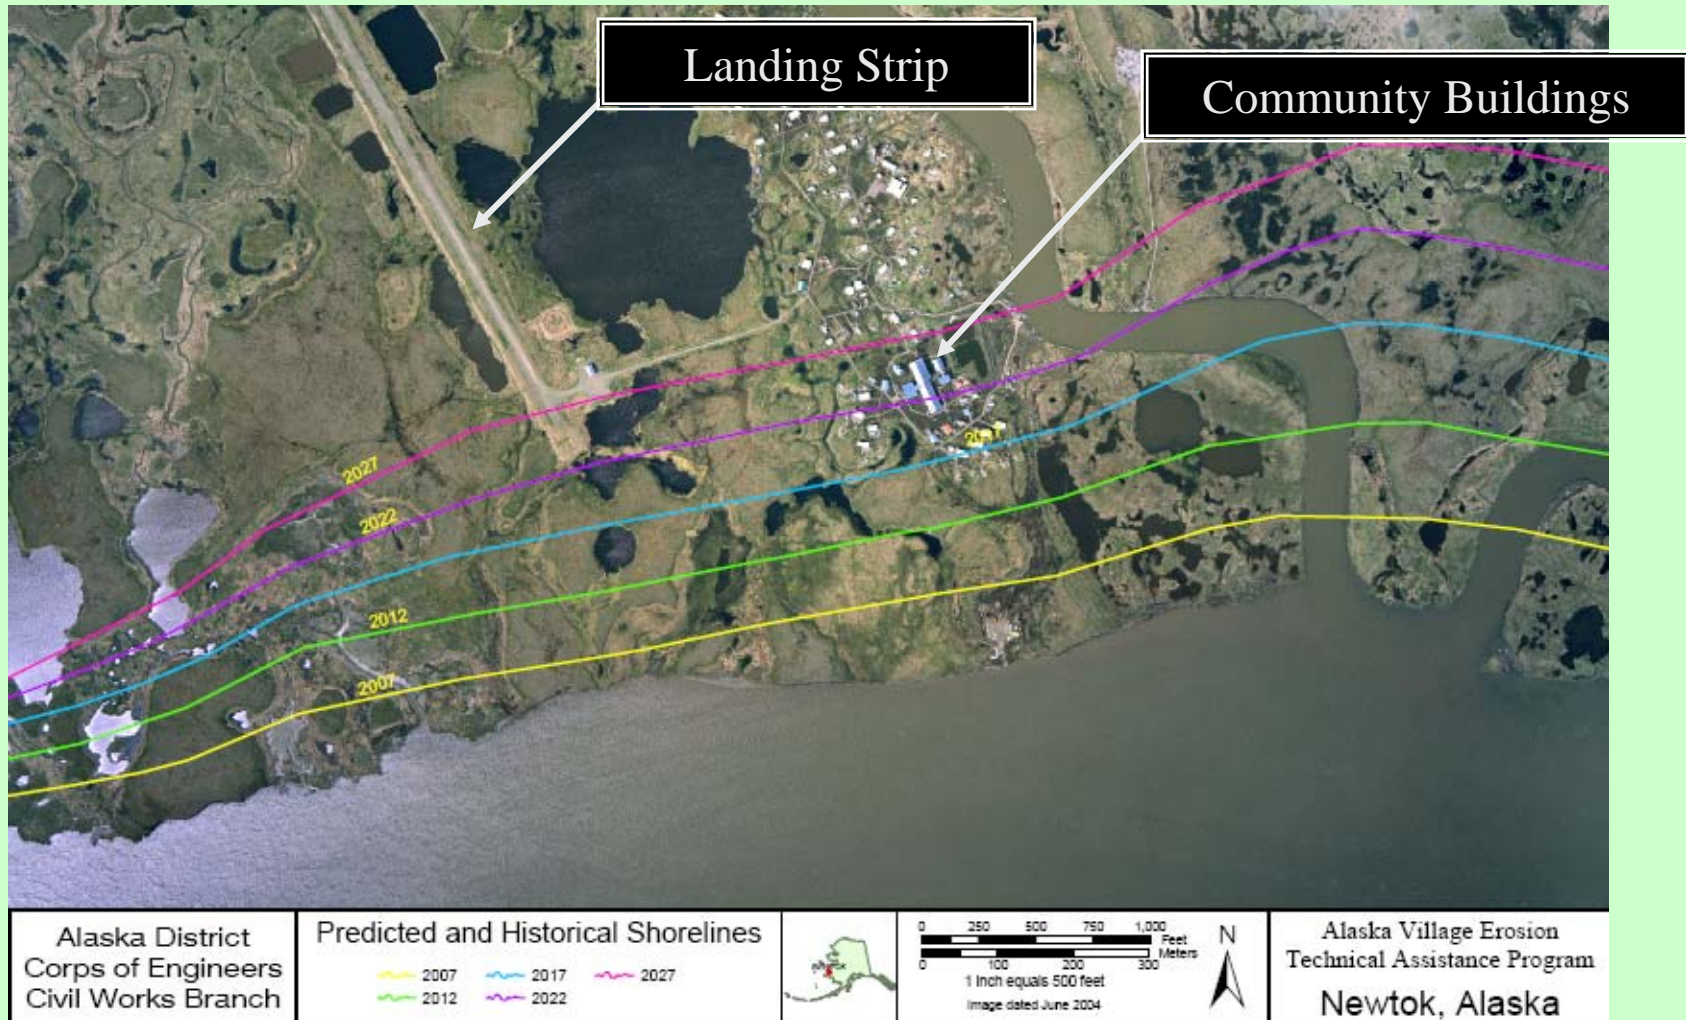 Landing Strip
Community Buildings
2027
2022
2012
2007
Alaska District
Corps of Engineers
Civil Works Branch
Predicted and Historical Shorelines
2007 2017 2027
2012 2022
0 250 500 750 1,000
Feet
Meters
0 100 200 300
1 inch equals 500 feet
Image dated June 2004
N
Alaska Village Erosion
Technical Assistance Program
Newtok, Alaska